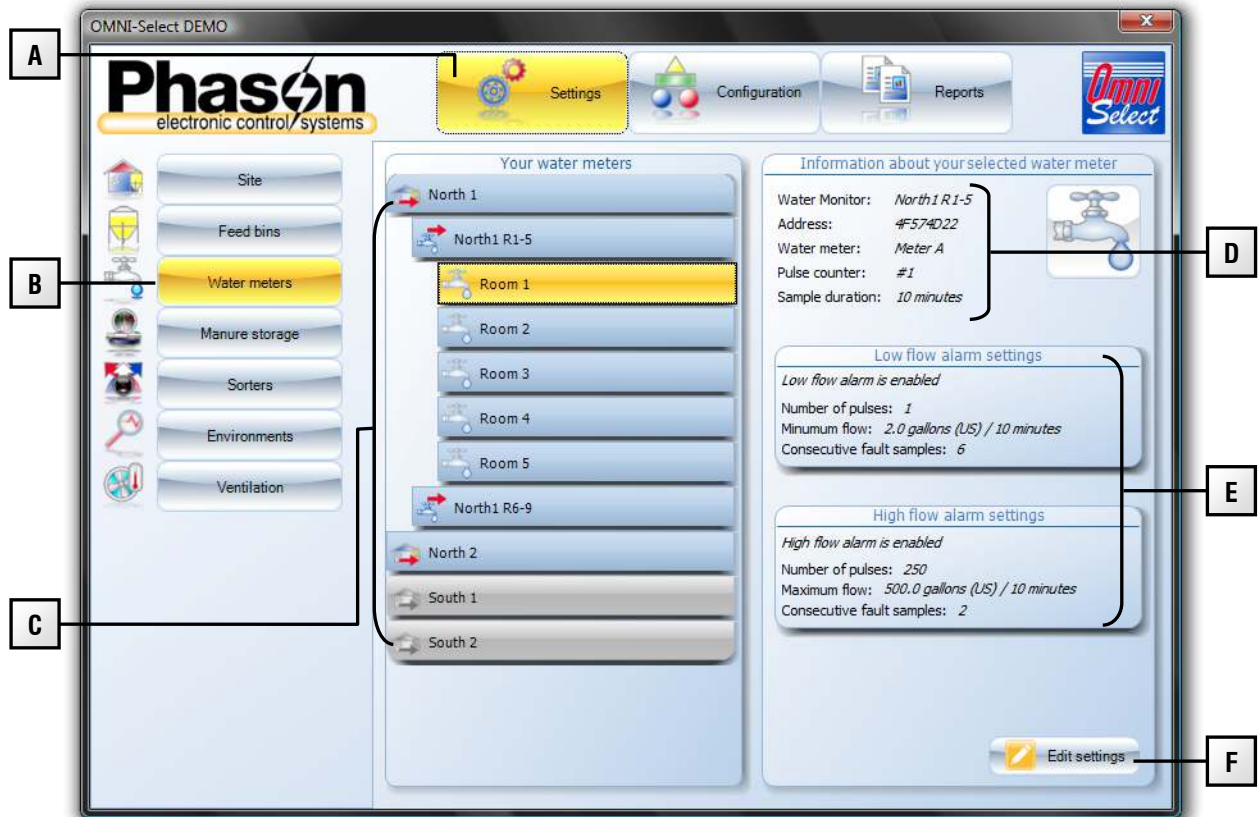 OMNI-Select DEMO
A
Phason
electronic control systems
Settings
Configuration
Reports
Omni
Select
Site
Feed bins
B
Water meters
Manure storage
Sorters
Environments
Ventilation
C
Your water meters
North 1
North1 R1-5
Room 1
Room 2
Room 3
Room 4
Room 5
North1 R6-9
North 2
South 1
South 2
Information about your selected water meter
Water Monitor: North1 R1-5
Address: 4F574D22
Water meter: Meter A
Pulse counter: #1
Sample duration: 10 minutes
D
Low flow alarm settings
Low flow alarm is enabled
Number of pulses: 1
Minumum flow: 2.0 gallons (US) / 10 minutes
Consecutive fault samples: 6
E
High flow alarm settings
High flow alarm is enabled
Number of pulses: 250
Maximum flow: 500.0 gallons (US) / 10 minutes
Consecutive fault samples: 2
Edit settings
F